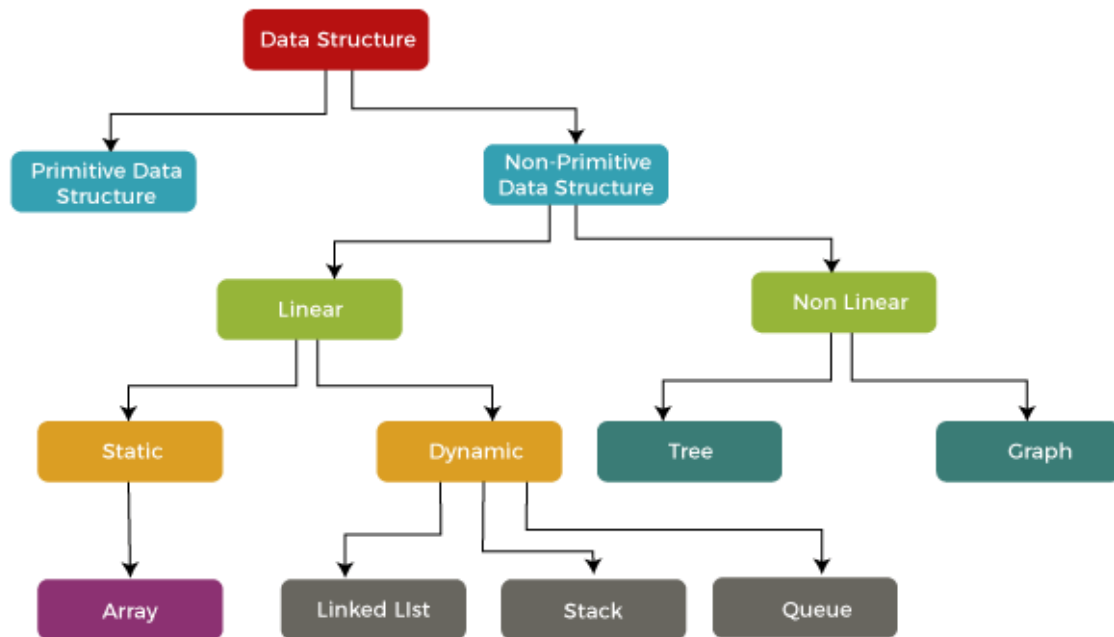 Data Structure
Primitive Data
Structure
Non-Primitive
Data Structure
Linear
Non Linear
Static
Dynamic
Tree
Graph
Array
Linked LIst
Stack
Queue